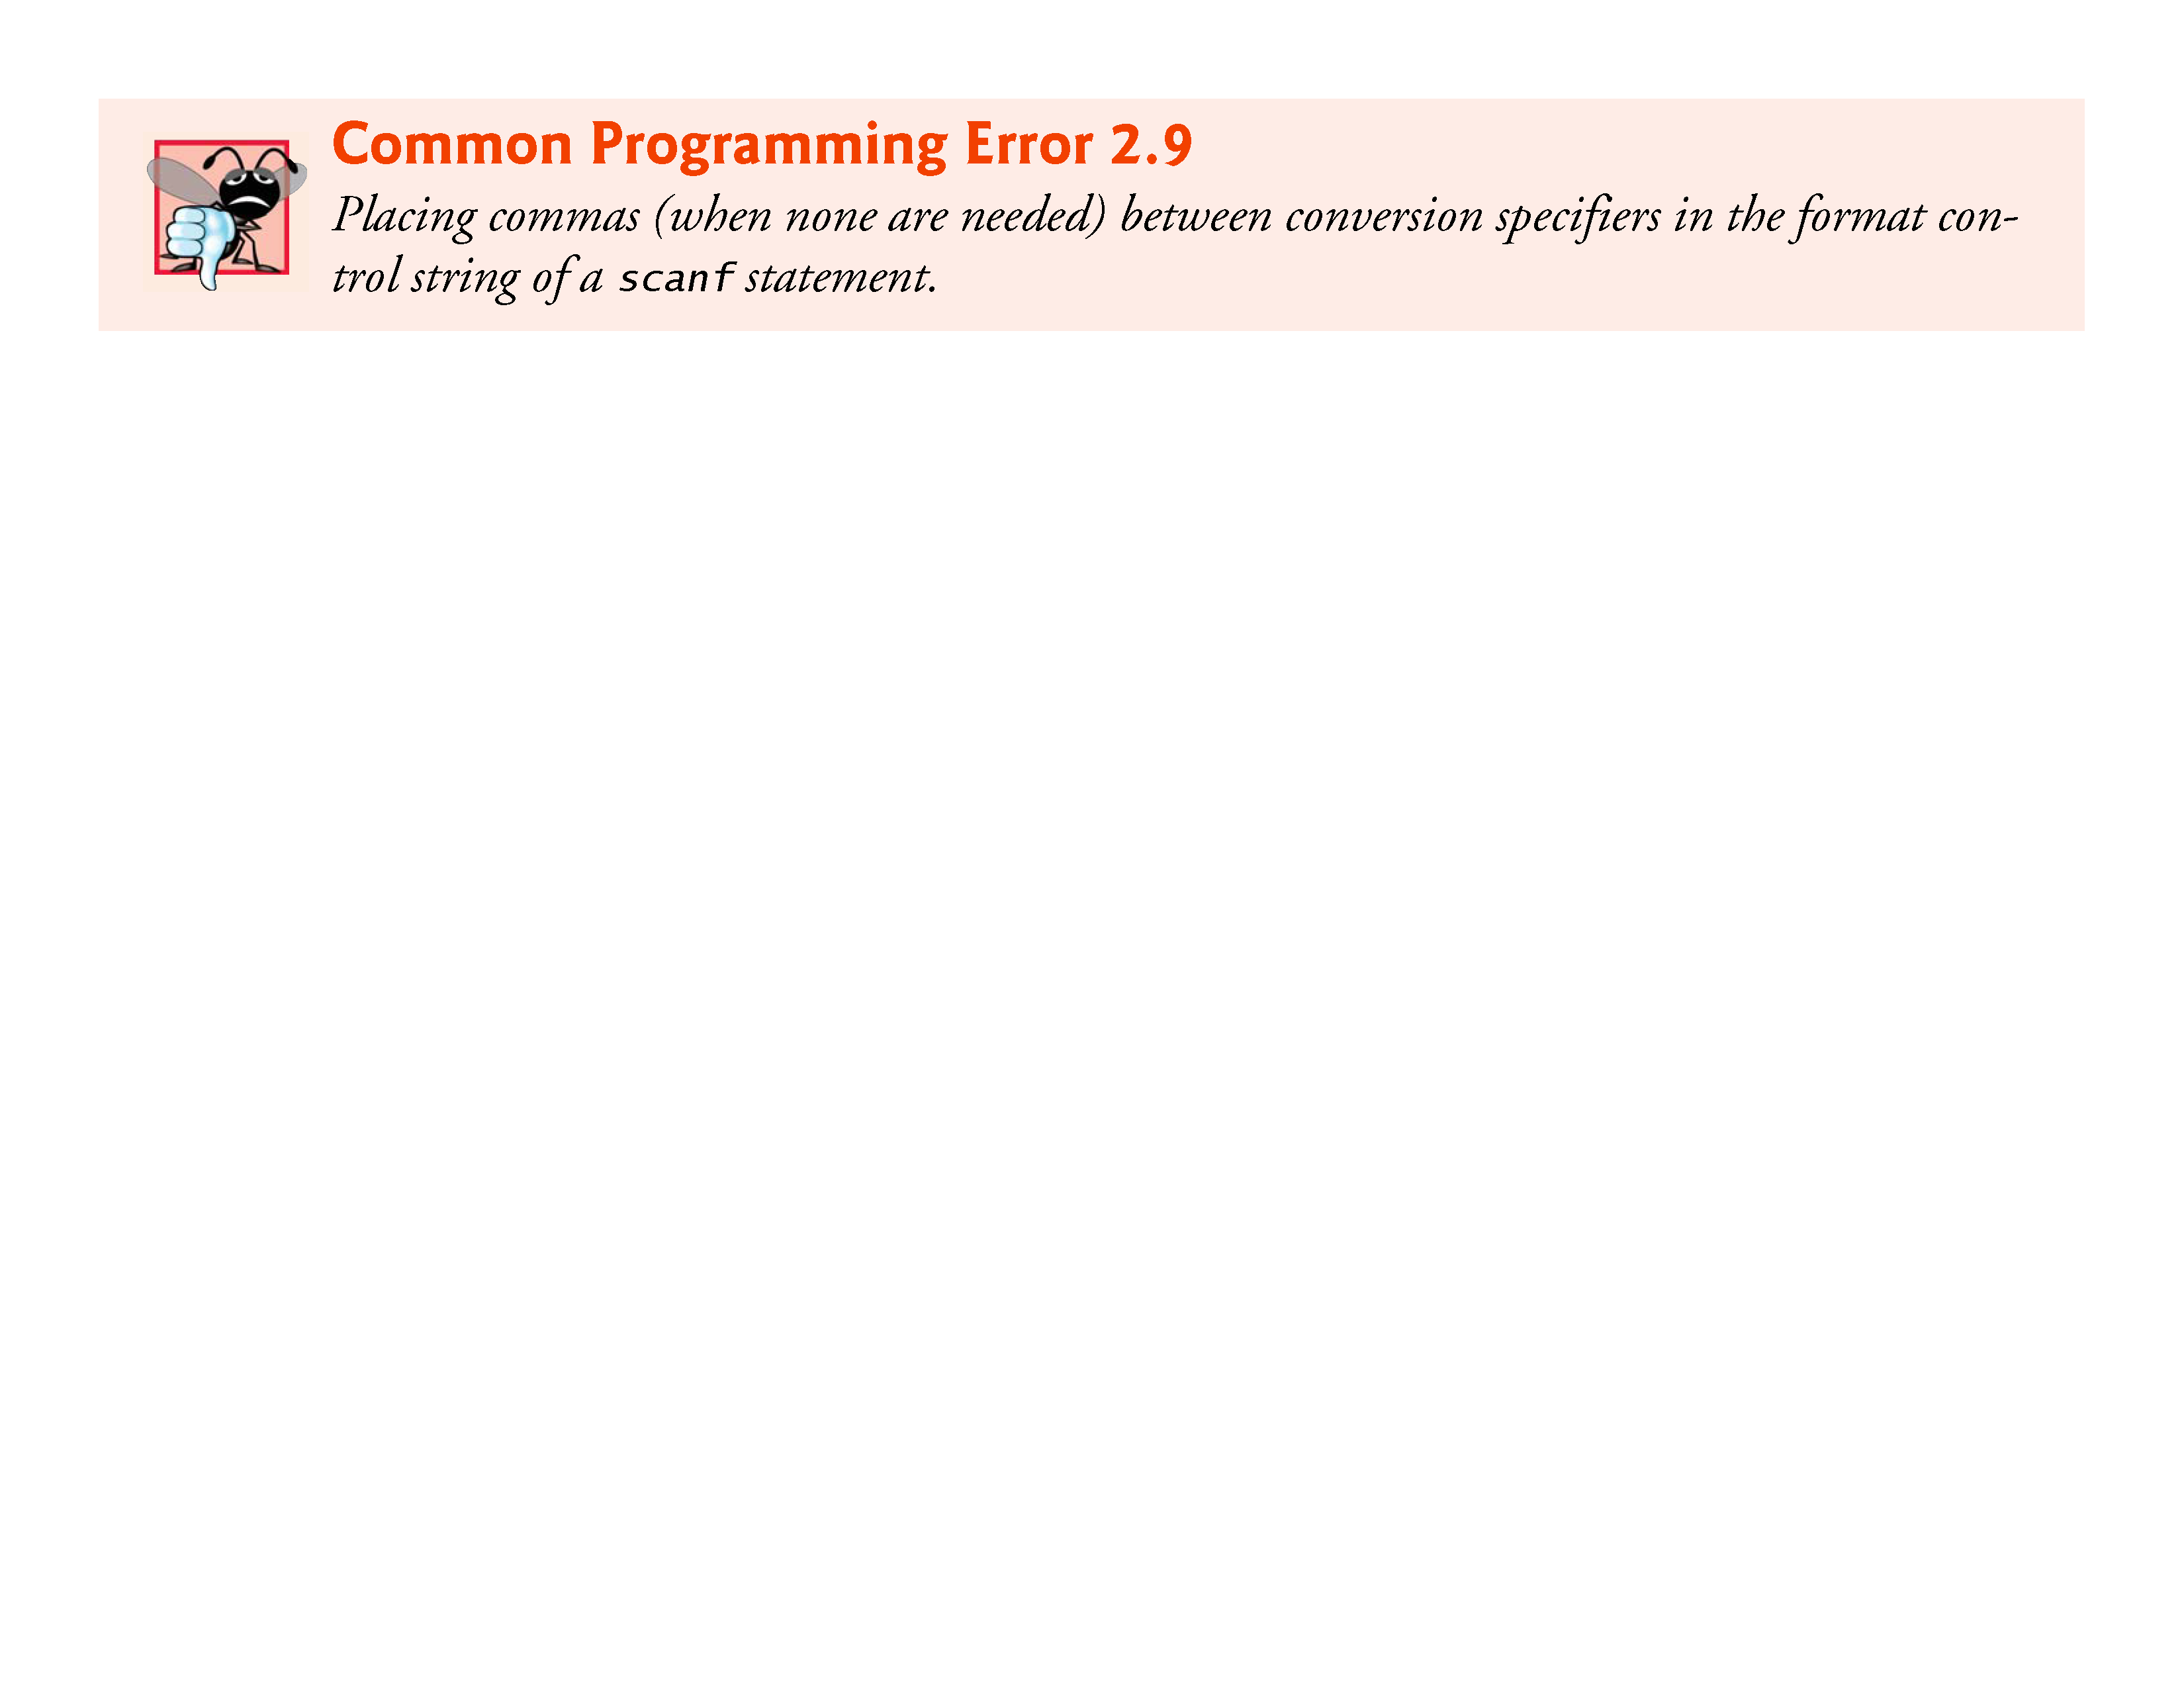 Common Programming Error 2.9
Placing commas (when none are needed) between conversion specifiers in the format con-
trol string of a scanf statement.